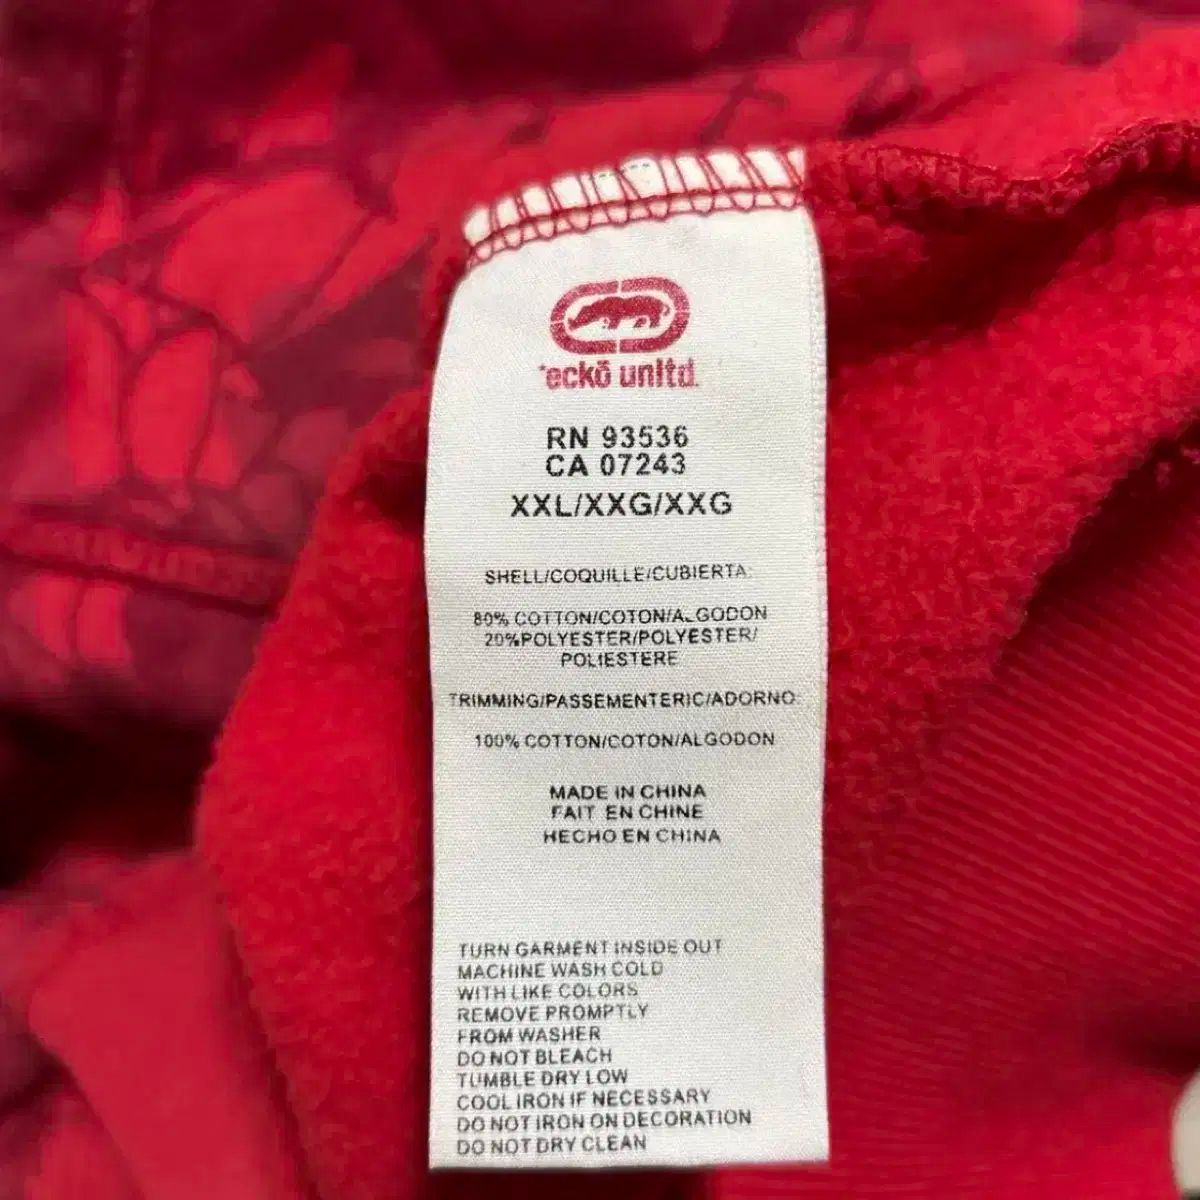 *eckō unltd.
RN 93536
CA 07243
XXL/XXG/XXG
SHELL/COQUILLE/CUBIERTA:
80% COTTON/COTON/ALGODON
20%POLYESTER/POLYESTER/
POLIESTERE
TRIMMING/PASSEMENTERIC/ADORNO:
100% COTTON/COTON/ALGODON
MADE IN CHINA
FAIT EN CHINE
HECHO EN CHINA
TURN GARMENT INSIDE OUT
MACHINE WASH COLD
WITH LIKE COLORS
REMOVE PROMPTLY
FROM WASHER
DO NOT BLEACH
TUMBLE DRY LOW
COOL IRON IF NECESSARY
DO NOT IRON ON DECORATION
DO NOT DRY CLEAN